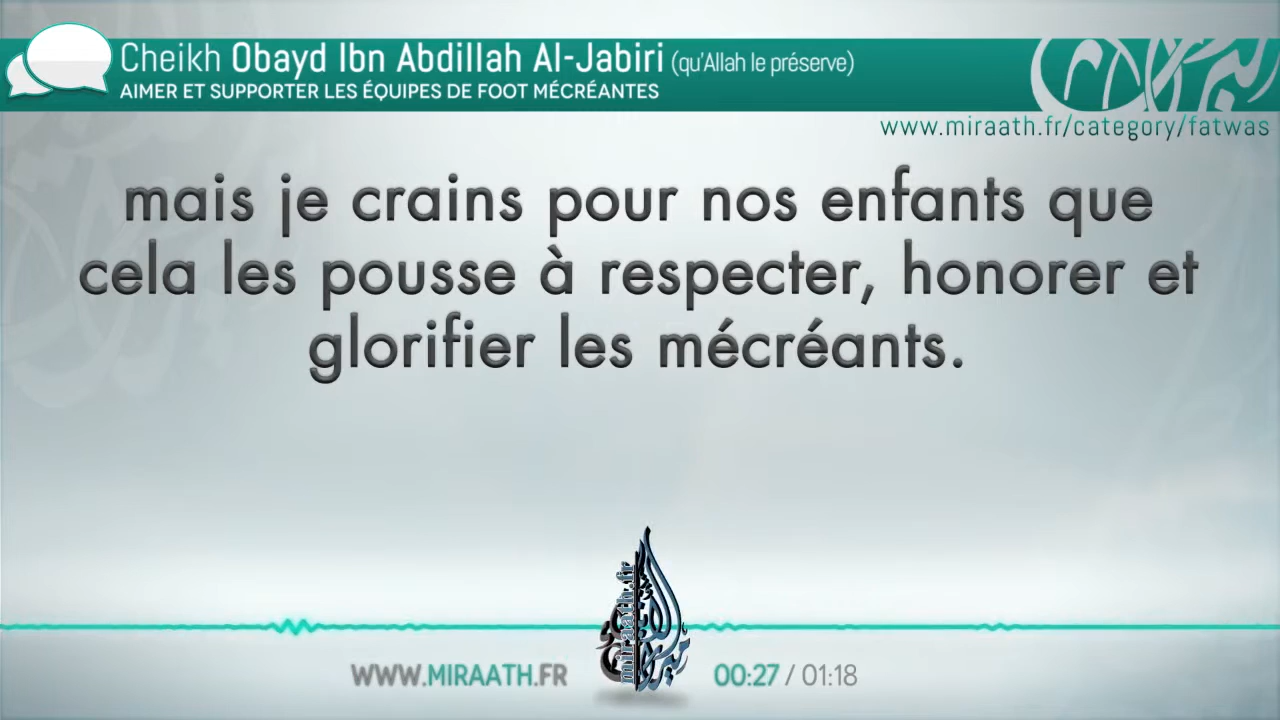 Cheikh Obayd Ibn Abdillah Al-Jabiri (qu'Allah le préserve)
AIMER ET SUPPORTER LES ÉQUIPES DE FOOT MÉCRÉANTES
www.miraath.fr/category/fatwas
mais je crains pour nos enfants que
cela les pousse à respecter, honorer et
glorifier les mécréants.
miraath.fr
WWW.MIRAATH.FR
00:27 / 01:18